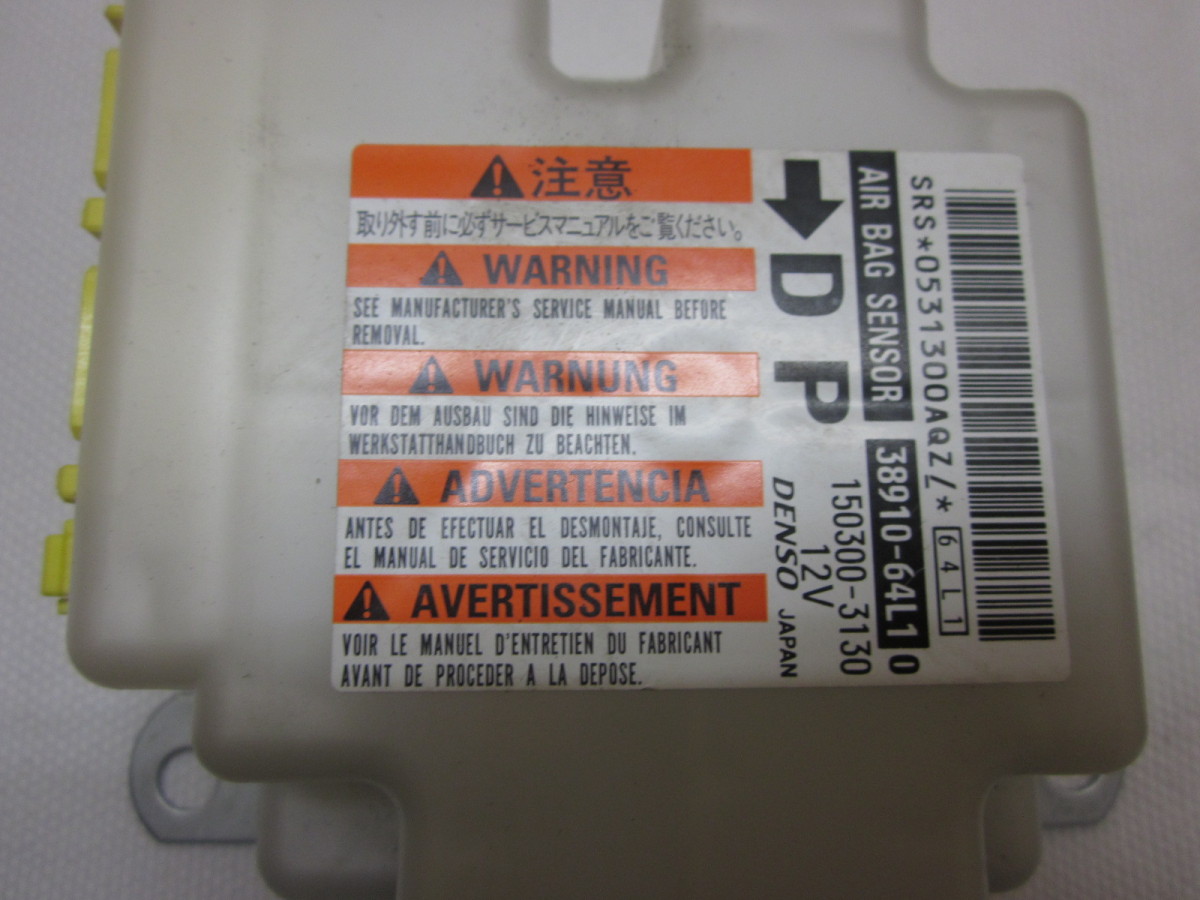 注意
取り外す前に必ずサービスマニュアルをご覧ください。
WARNING
SEE MANUFACTURER'S SERVICE MANUAL BEFORE
REMOVAL.
WARNUNG
VOR DEM AUSBAU SIND DIE HINWEISE IM
WERKSTATTHANDBUCH ZU BEACHTEN.
ADVERTENCIA
ANTES DE EFECTUAR EL DESMONTAJE, CONSULTE
EL MANUAL DE SERVICIO DEL FABRICANTE.
AVERTISSEMENT
VOIR LE MANUEL D'ENTRETIEN DU FABRICANT
AVANT DE PROCEDER A LA DEPOSE.
SRS*0531300AQZ/* 64L1
AIR BAG SENSOR 38910-64L10
DP 150300-3130
12V
DENSO JAPAN